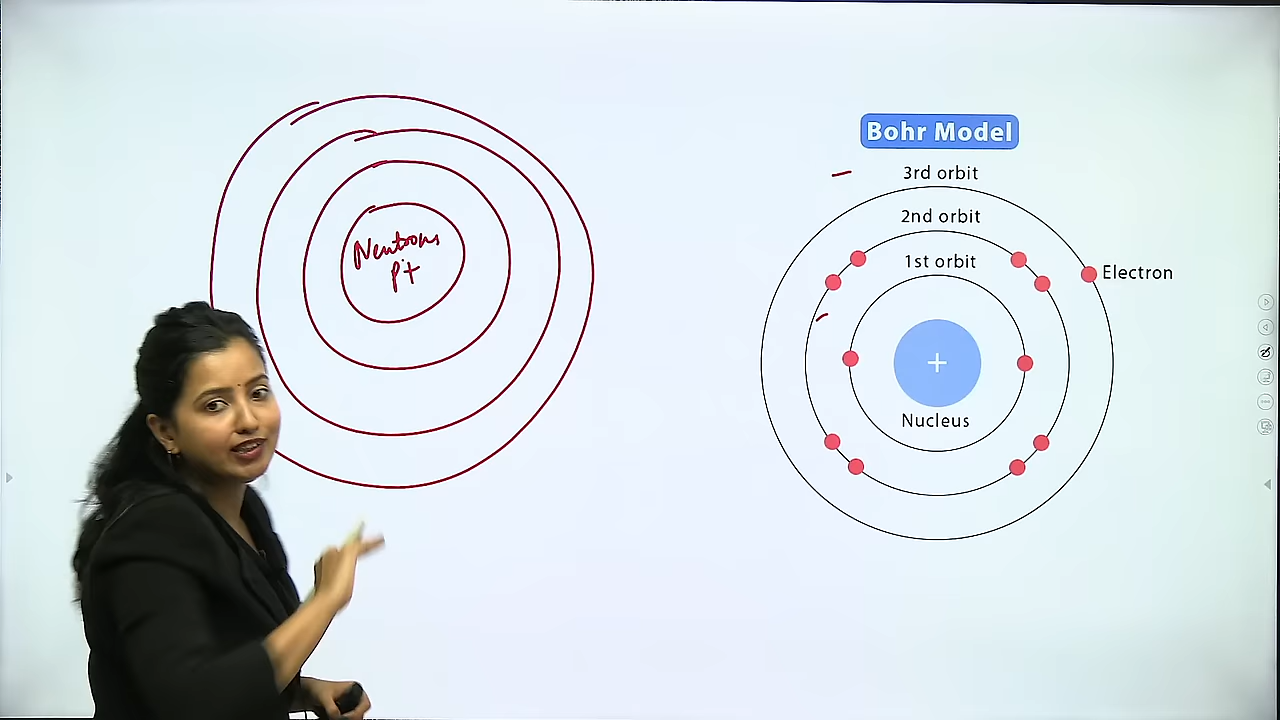 Neutrons
P+
Bohr Model
3rd orbit
2nd orbit
1st orbit
Electron
+
Nucleus